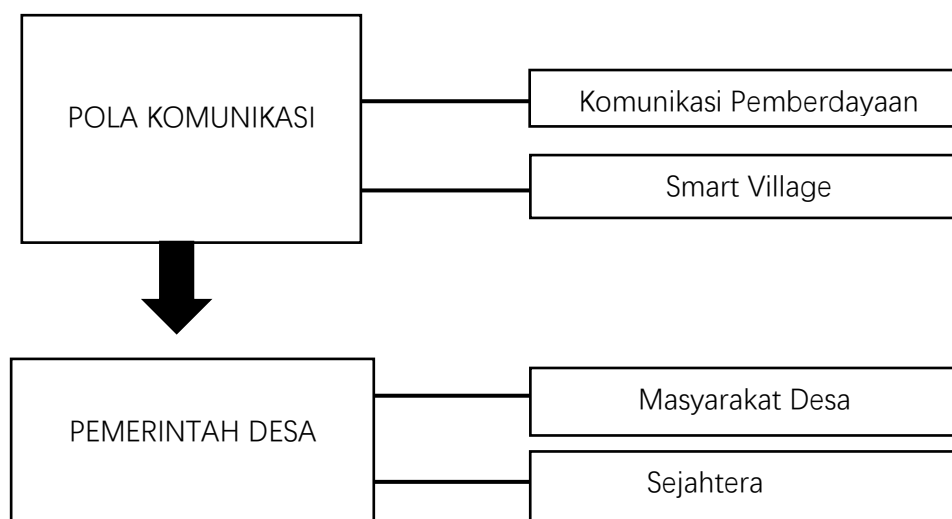 POLA KOMUNIKASI
Komunikasi Pemberdayaan
Smart Village
PEMERINTAH DESA
Masyarakat Desa
Sejahtera